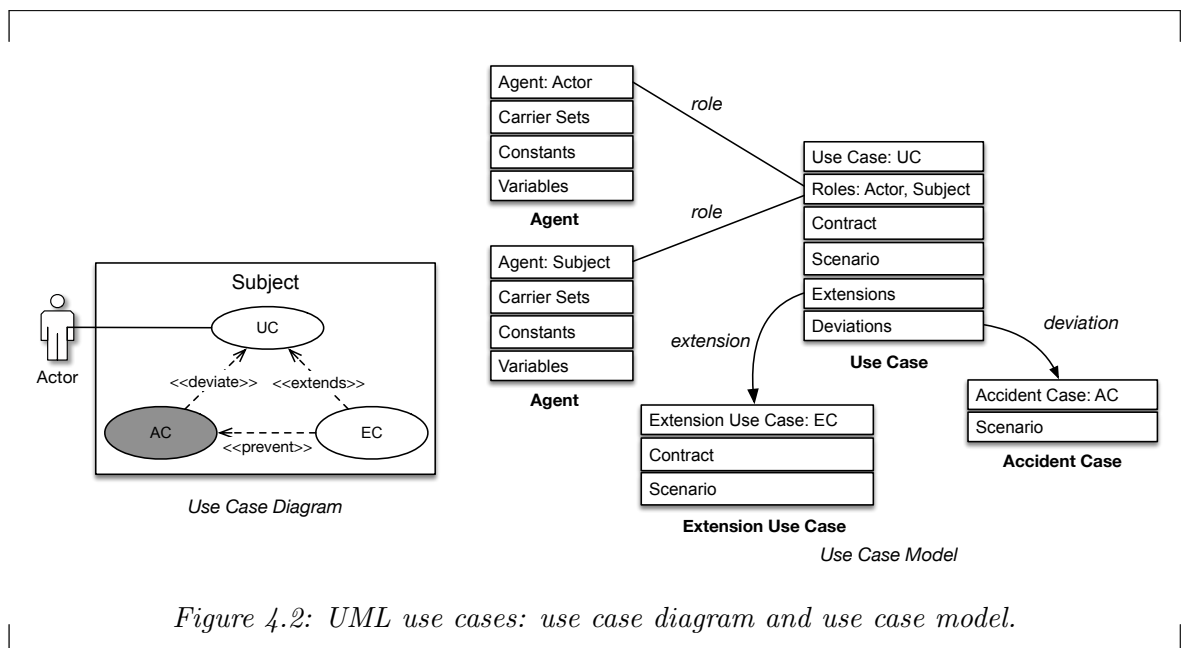 Subject
UC
Actor
<<deviate>>
<<extends>>
AC
EC
<<prevent>>
Use Case Diagram
Agent: Actor
Carrier Sets
Constants
Variables
Agent
role
Agent: Subject
Carrier Sets
Constants
Variables
Agent
role
Use Case: UC
Roles: Actor, Subject
Contract
Scenario
Extensions
Deviations
Use Case
extension
deviation
Extension Use Case: EC
Contract
Scenario
Extension Use Case
Accident Case: AC
Scenario
Accident Case
Use Case Model
Figure 4.2: UML use cases: use case diagram and use case model.